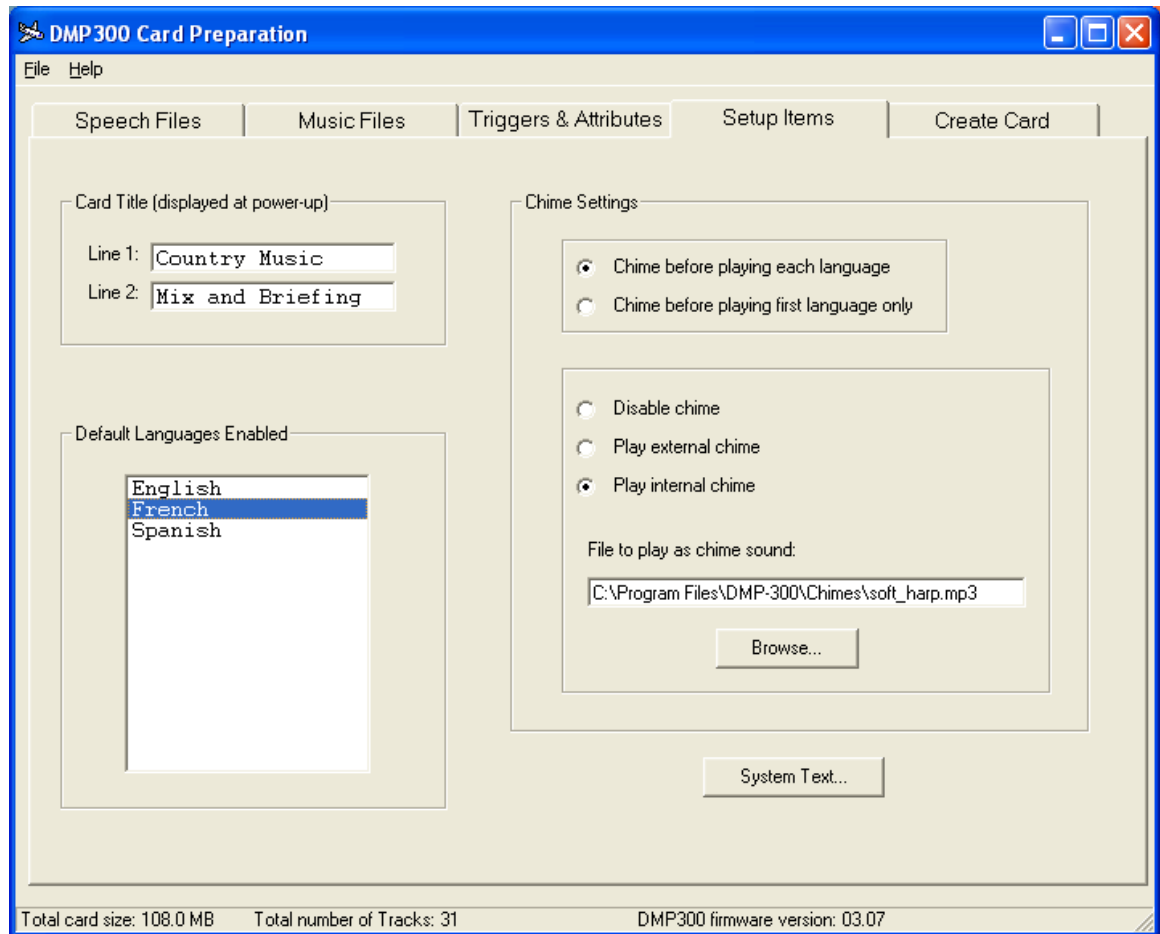 DMP300 Card Preparation
File Help
Speech Files Music Files Triggers & Attributes Setup Items Create Card
Card Title (displayed at power-up)
Line 1: Country Music
Line 2: Mix and Briefing
Default Languages Enabled
English
French
Spanish
Chime Settings
Chime before playing each language
Chime before playing first language only
Disable chime
Play external chime
Play internal chime
File to play as chime sound:
C:\Program Files\DMP-300\Chimes\soft_harp.mp3
Browse...
System Text...
Total card size: 108.0 MB Total number of Tracks: 31 DMP300 firmware version: 03.07